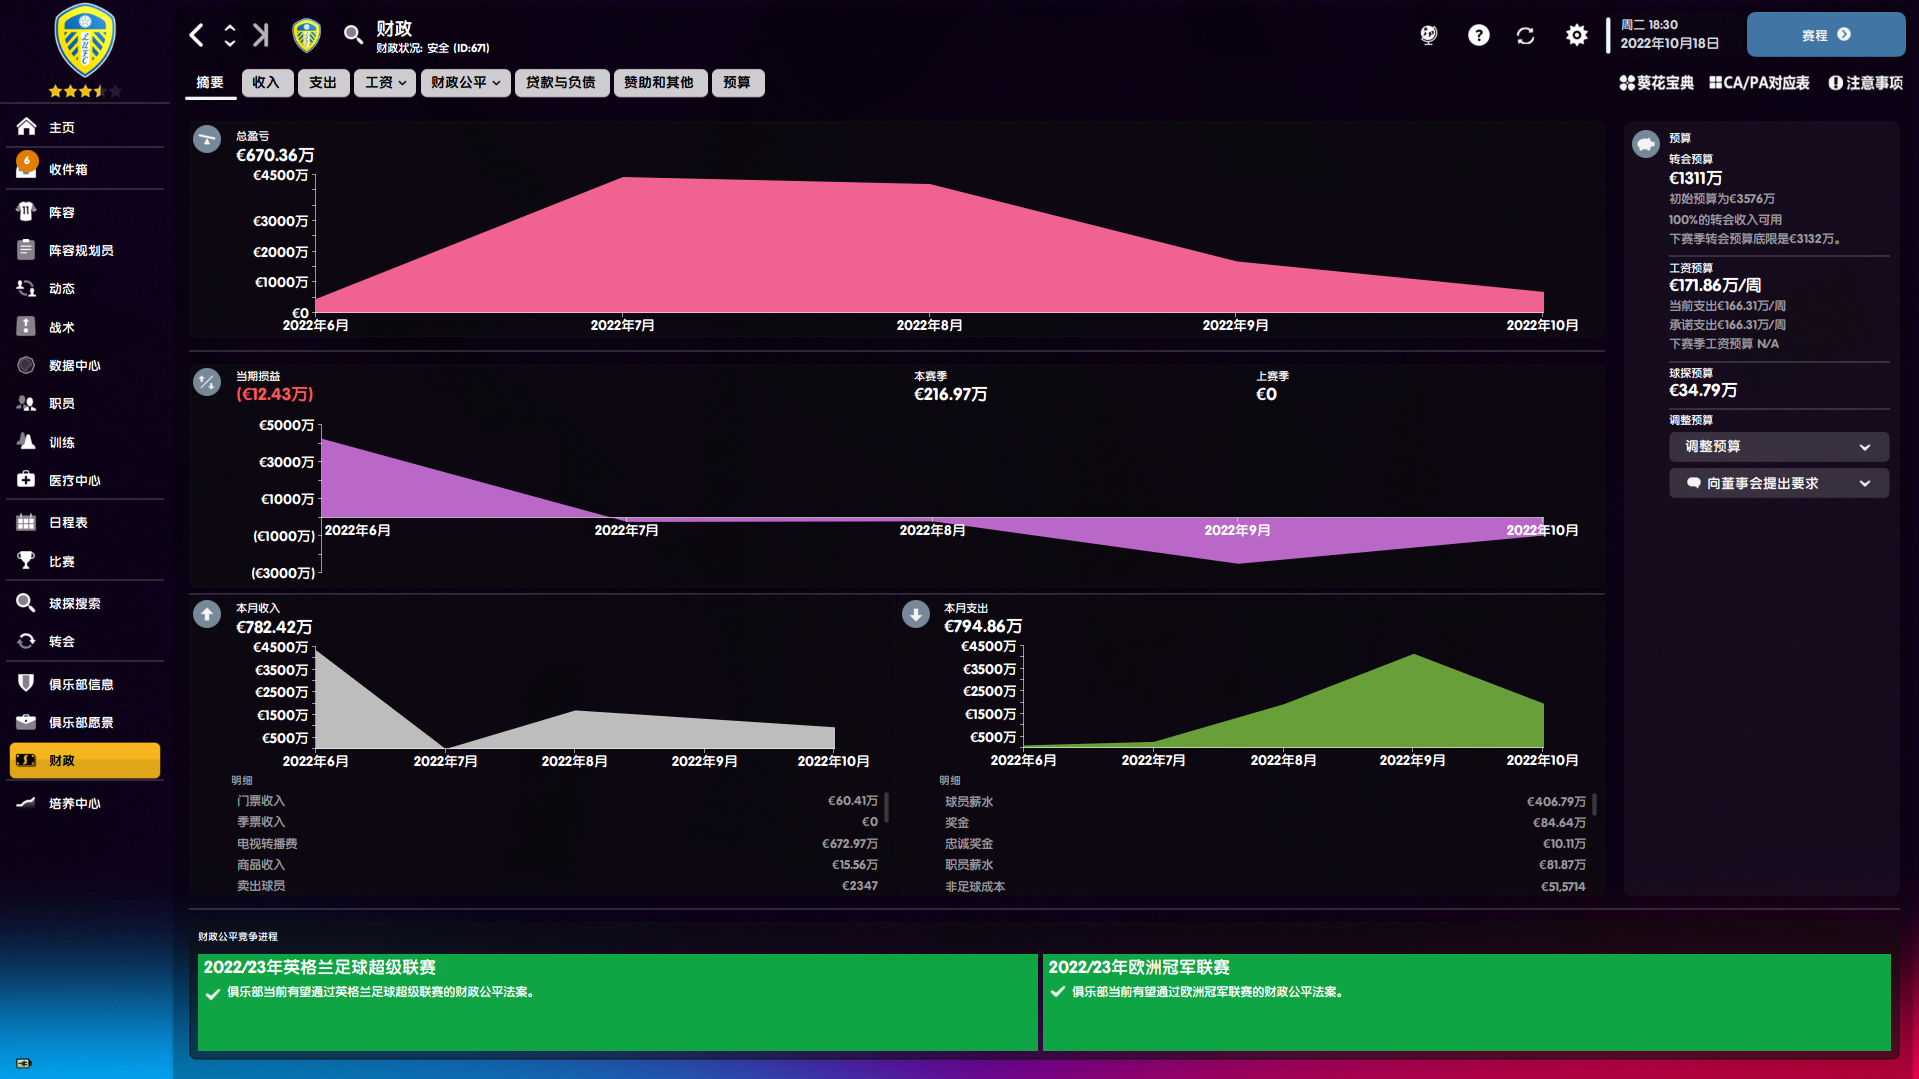 财政
财政状况: 安全 (ID:671)
周二 18:30
2022年10月18日
赛程
摘要
收入
支出
工资
财政公平
贷款与负债
赞助和其他
预算
葵花宝典
CA/PA对应表
注意事项
主页
6
收件箱
阵容
阵容规划员
动态
战术
数据中心
职员
训练
医疗中心
日程表
比赛
球探搜索
转会
俱乐部信息
俱乐部愿景
财政
培养中心
总盈亏
€670.36万
€4500万
€3000万
€2000万
€1000万
€0
2022年6月
2022年7月
2022年8月
2022年9月
2022年10月
当期损益
(€12.43万)
本赛季
€216.97万
上赛季
€0
€5000万
€3000万
€1000万
(€1000万)
(€3000万)
2022年6月
2022年7月
2022年8月
2022年9月
2022年10月
本月收入
€782.42万
€4500万
€3500万
€2500万
€1500万
€500万
2022年6月
2022年7月
2022年8月
2022年9月
2022年10月
明细
门票收入 €60.41万
季票收入 €0
电视转播费 €672.97万
商品收入 €15.56万
卖出球员 €2347
本月支出
€794.86万
€4500万
€3500万
€2500万
€1500万
€500万
2022年6月
2022年7月
2022年8月
2022年9月
2022年10月
明细
球员薪水 €406.79万
奖金 €84.64万
忠诚奖金 €10.11万
职员薪水 €81.87万
非足球成本 €51,5714
预算
转会预算
€1311万
初始预算为€3576万
100%的转会收入可用
下赛季转会预算底限是€3132万。
工资预算
€171.86万/周
当前支出€166.31万/周
承诺支出€166.31万/周
下赛季工资预算 N/A
球探预算
€34.79万
调整预算
调整预算
向董事会提出要求
财政公平竞争进程
2022/23年英格兰足球超级联赛
俱乐部当前有望通过英格兰足球超级联赛的财政公平法案。
2022/23年欧洲冠军联赛
俱乐部当前有望通过欧洲冠军联赛的财政公平法案。